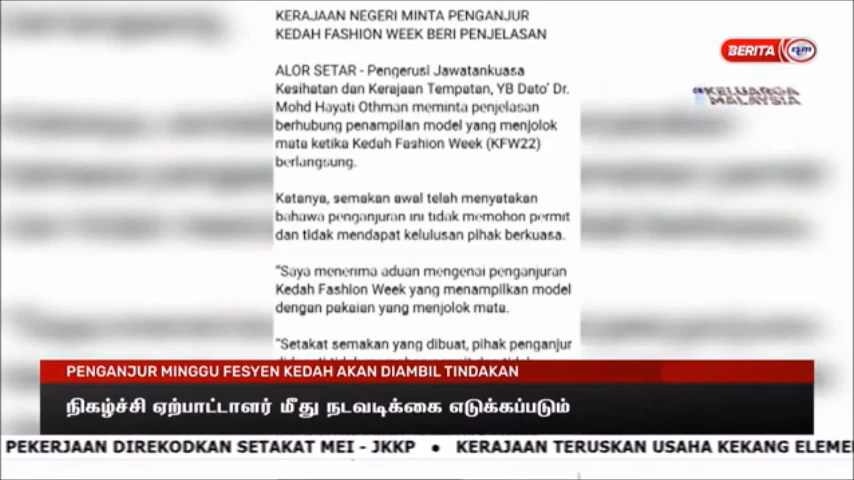 KERAJAAN NEGERI MINTA PENGANJUR
KEDAH FASHION WEEK BERI PENJELASAN
ALOR SETAR - Pengerusi Jawatankuasa
Kesihatan dan Kerajaan Tempatan, YB Dato' Dr.
Mohd Hayati Othman meminta penjelasan
berhubung penampilan model yang menjolok
mata ketika Kedah Fashion Week (KFW22)
berlangsung.
Katanya, semakan awal telah menyatakan
bahawa penganjuran ini tidak memohon permit
dan tidak mendapat kelulusan pihak berkuasa.
“Saya menerima aduan mengenai penganjuran
Kedah Fashion Week yang menampilkan model
dengan pakaian yang menjolok mata.
“Setakat semakan yang dibuat, pihak penganjur
BERITA rtm
#KELUARGA
MALAYSIA
PENGANJUR MINGGU FESYEN KEDAH AKAN DIAMBIL TINDAKAN
நிகழ்ச்சி ஏற்பாட்டாளர் மீது நடவடிக்கை எடுக்கப்படும்
PEKERJAAN DIREKODKAN SETAKAT MEI - JKKP • KERAJAAN TERUSKAN USAHA KEKANG ELEME